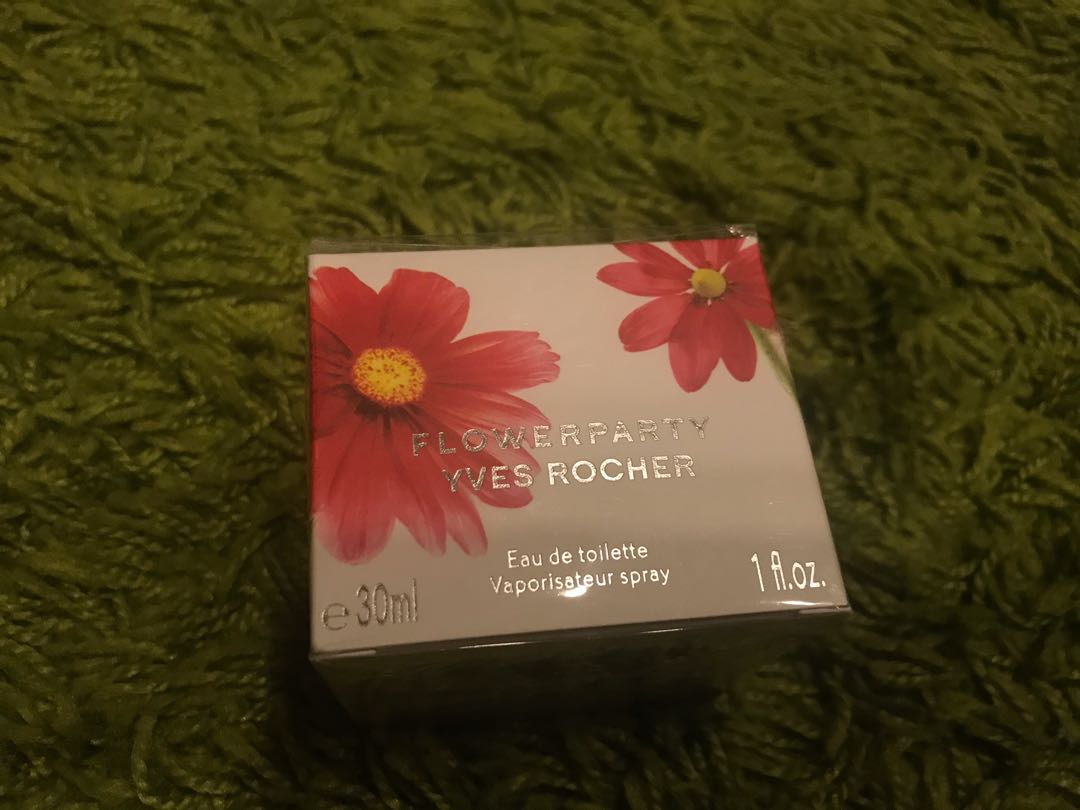 FLOWERPARTY
YVES ROCHER
Eau de toilette
Vaporisateur spray
℮ 30ml
1 fl.oz.